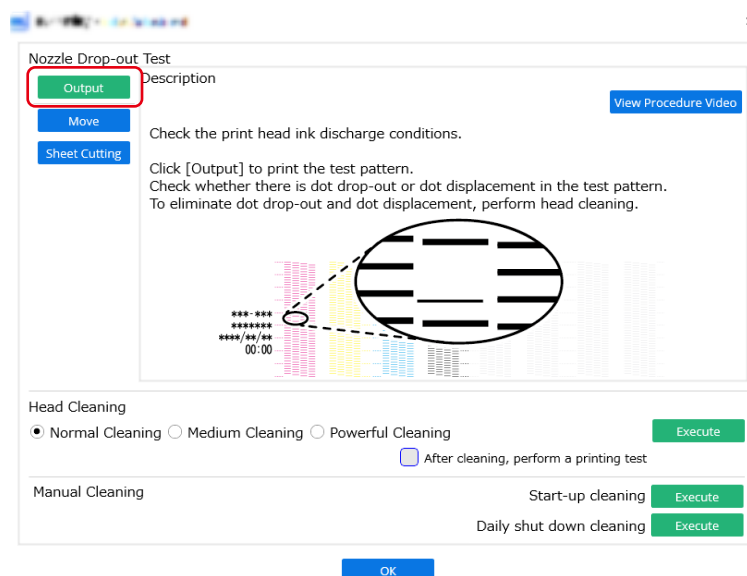 Nozzle Drop-out Test
Output
Description
View Procedure Video
Move
Check the print head ink discharge conditions.
Sheet Cutting
Click [Output] to print the test pattern.
Check whether there is dot drop-out or dot displacement in the test pattern.
To eliminate dot drop-out and dot displacement, perform head cleaning.
***-***
*******
****/**/**
00:00
Head Cleaning
Normal Cleaning Medium Cleaning Powerful Cleaning Execute
After cleaning, perform a printing test
Manual Cleaning Start-up cleaning Execute
Daily shut down cleaning Execute
OK